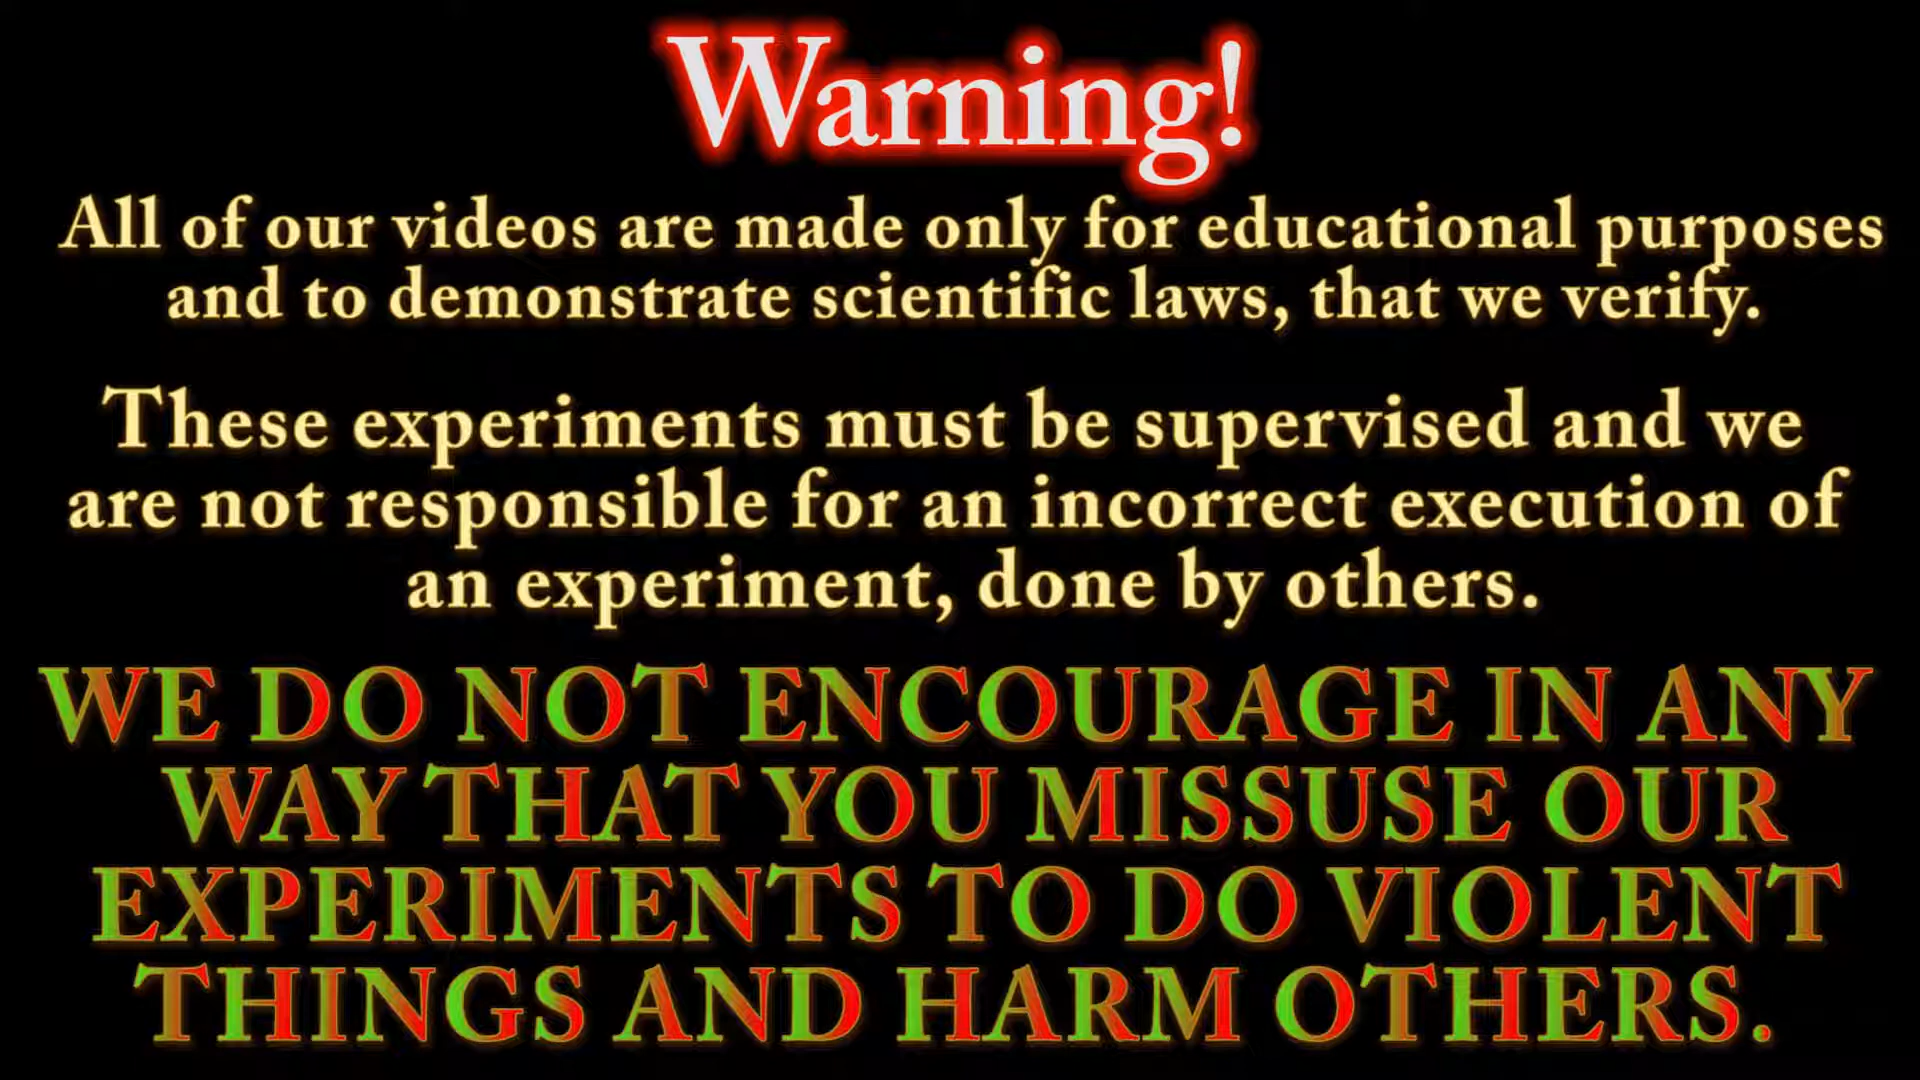 Warning!
All of our videos are made only for educational purposes
and to demonstrate scientific laws, that we verify.
These experiments must be supervised and we
are not responsible for an incorrect execution of
an experiment, done by others.
WE DO NOT ENCOURAGE IN ANY
WAY THAT YOU MISSUSE OUR
EXPERIMENTS TO DO VIOLENT
THINGS AND HARM OTHERS.